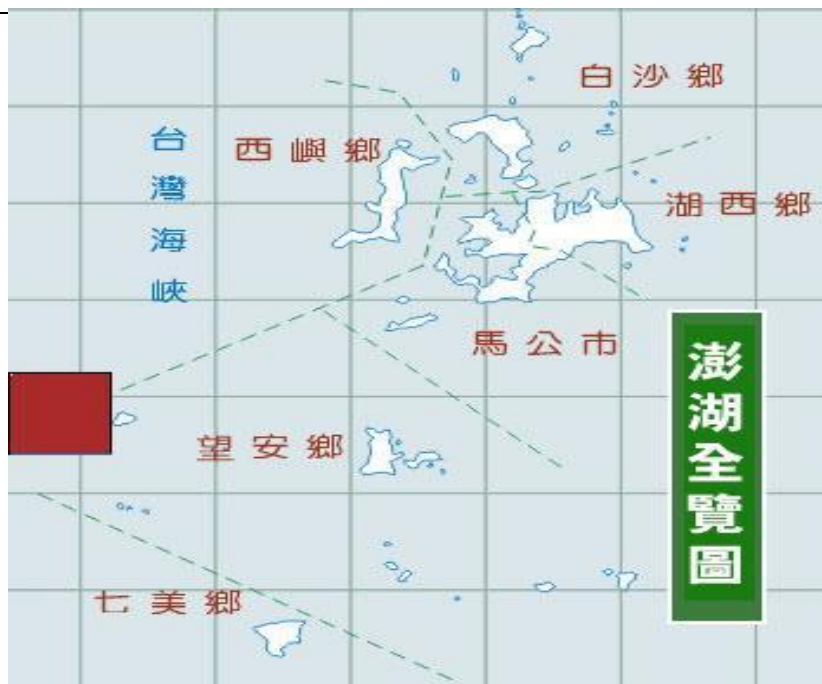 白沙鄉
西嶼鄉
台灣海峽
湖西鄉
馬公市
澎湖全覽圖
望安鄉
七美鄉